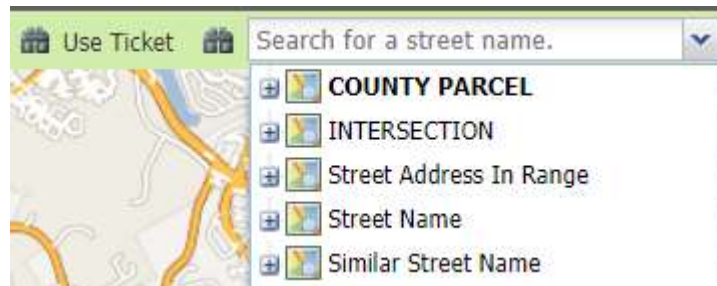 Use Ticket Search for a street name.
COUNTY PARCEL
INTERSECTION
Street Address In Range
Street Name
Similar Street Name